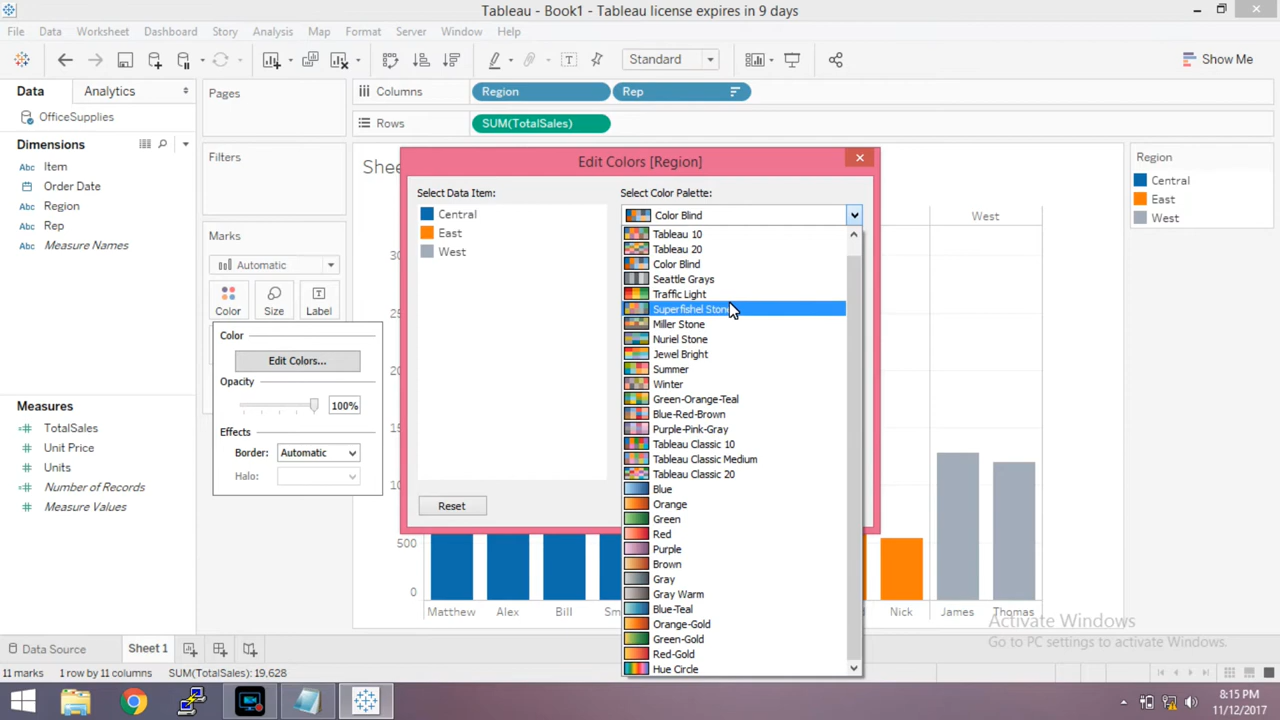 Tableau - Book1 - Tableau license expires in 9 days
File Data Worksheet Dashboard Story Analysis Map Format Server Window Help
Standard
Show Me
Data Analytics
OfficeSupplies
Dimensions
Abc Item
Order Date
Abc Region
Abc Rep
Abc Measure Names
Measures
TotalSales
Unit Price
Units
Number of Records
Measure Values
Pages
Filters
Marks
Automatic
Color Size Label
Color
Edit Colors...
Opacity
100%
Effects
Border: Automatic
Halo:
Columns Region Rep
Rows SUM(TotalSales)
Edit Colors [Region]
Select Data Item:
Central
East
West
Reset
Select Color Palette:
Color Blind
Tableau 10
Tableau 20
Color Blind
Seattle Grays
Traffic Light
Superfishel Stone
Miller Stone
Nuriel Stone
Jewel Bright
Summer
Winter
Green-Orange-Teal
Blue-Red-Brown
Purple-Pink-Gray
Tableau Classic 10
Tableau Classic Medium
Tableau Classic 20
Blue
Orange
Green
Red
Purple
Brown
Gray
Gray Warm
Blue-Teal
Orange-Gold
Green-Gold
Red-Gold
Hue Circle
West
500
0
Matthew Alex Bill Nick James Thomas
Region
Central
East
West
Activate Windows
Go to PC settings to activate Windows.
Data Source Sheet 1
11 marks 1 row by 11 columns SUM(TotalSales): 19,628
8:15 PM
11/12/2017